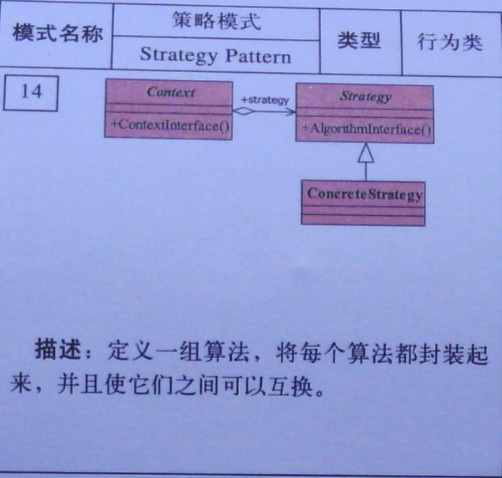 模式名称
策略模式
Strategy Pattern
类型
行为类
14
Context
+ContextInterface()
+strategy
Strategy
+AlgorithmInterface()
ConcreteStrategy
描述：定义一组算法，将每个算法都封装起
来，并且使它们之间可以互换。